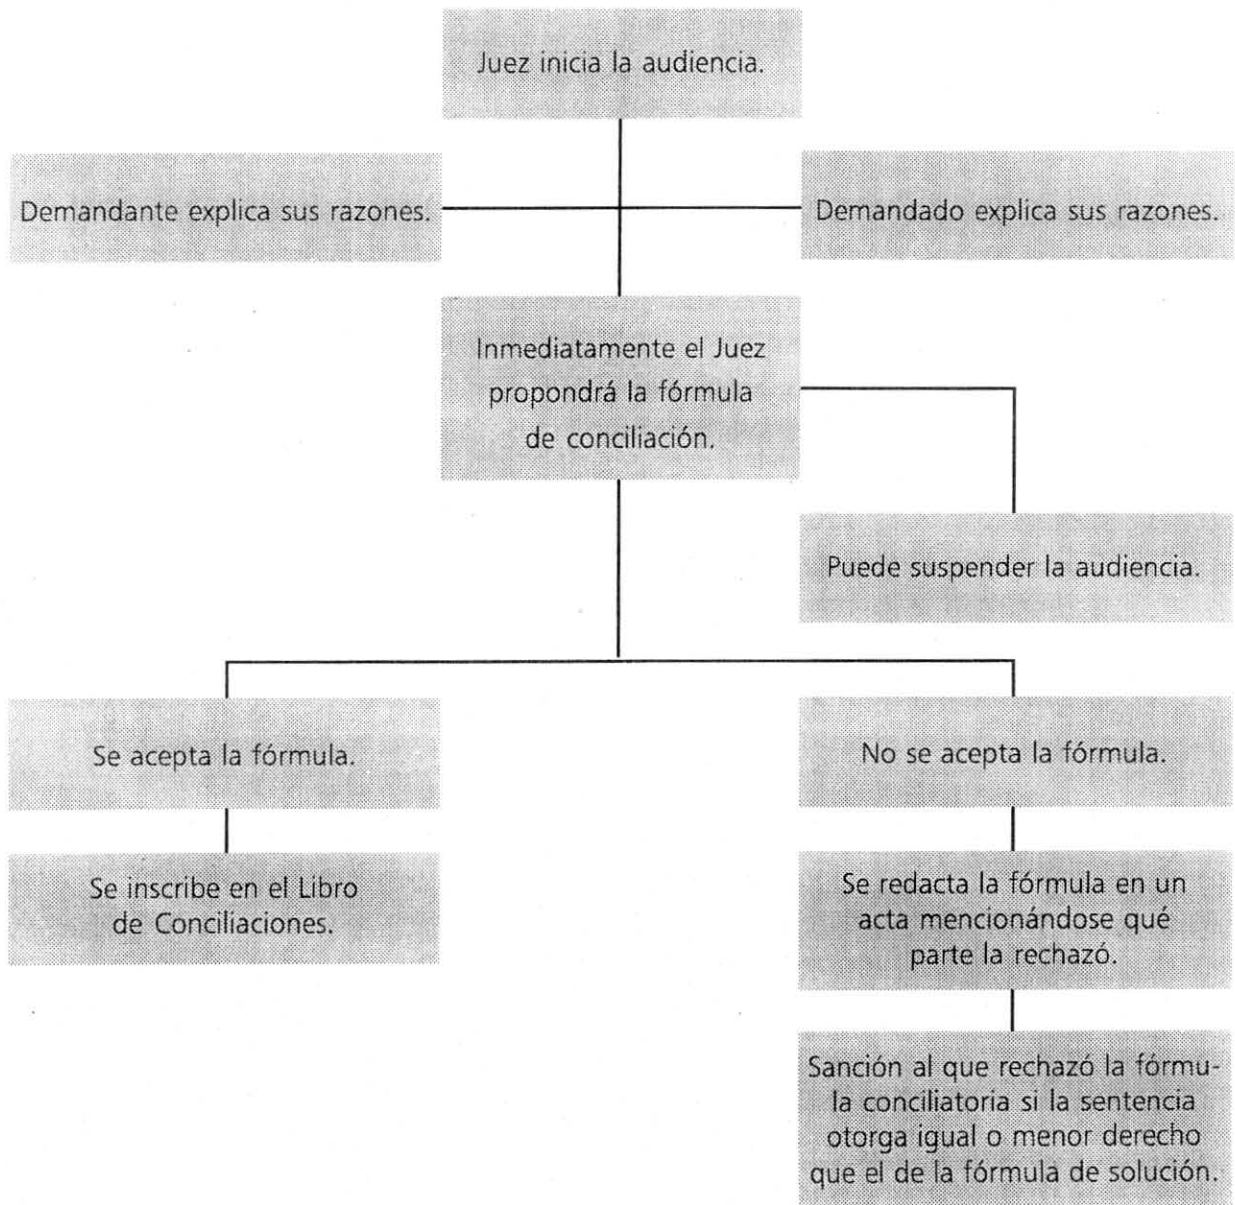 Juez inicia la audiencia.
Demandante explica sus razones.
Demandado explica sus razones.
Inmediatamente el Juez
propondrá la fórmula
de conciliación.
Puede suspender la audiencia.
Se acepta la fórmula.
No se acepta la fórmula.
Se inscribe en el Libro
de Conciliaciones.
Se redacta la fórmula en un
acta mencionándose qué
parte la rechazó.
Sanción al que rechazó la fórmu-
la conciliatoria si la sentencia
otorga igual o menor derecho
que el de la fórmula de solución.